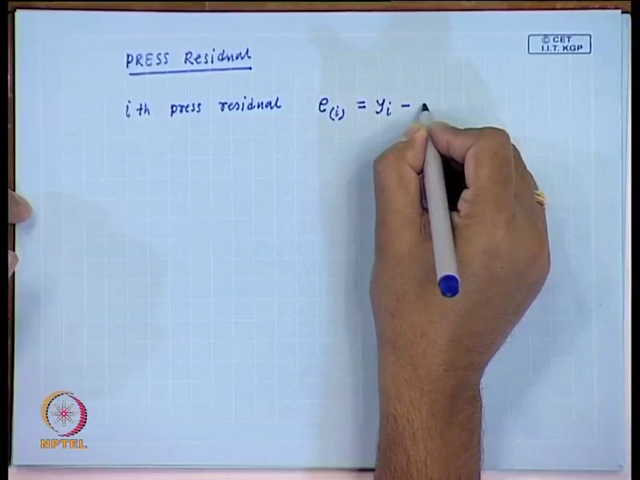 © CET
I.I.T. KGP
PRESS Residual
i th press residual e(i) = yi -
NPTEL